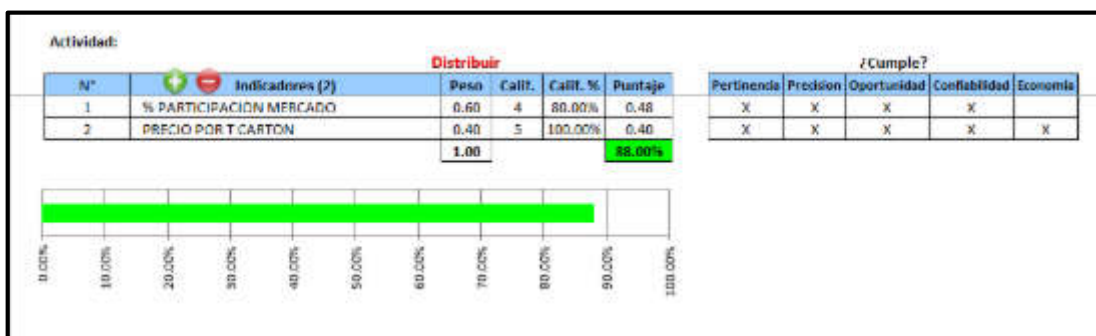 Actividad:
Distribuir ¿Cumple?
N° Indicadores (2) Peso Calif. Calif. % Puntaje Pertinencia Precision Oportunidad Confiabilidad Economia
1 % PARTICIPACION MERCADO 0.60 4 80.00% 0.48 X X X X
2 PRECIO POR T CARTON 0.40 5 100.00% 0.40 X X X X X
1.00 88.00%
0.00% 10.00% 20.00% 30.00% 40.00% 50.00% 60.00% 70.00% 80.00% 90.00% 100.00%